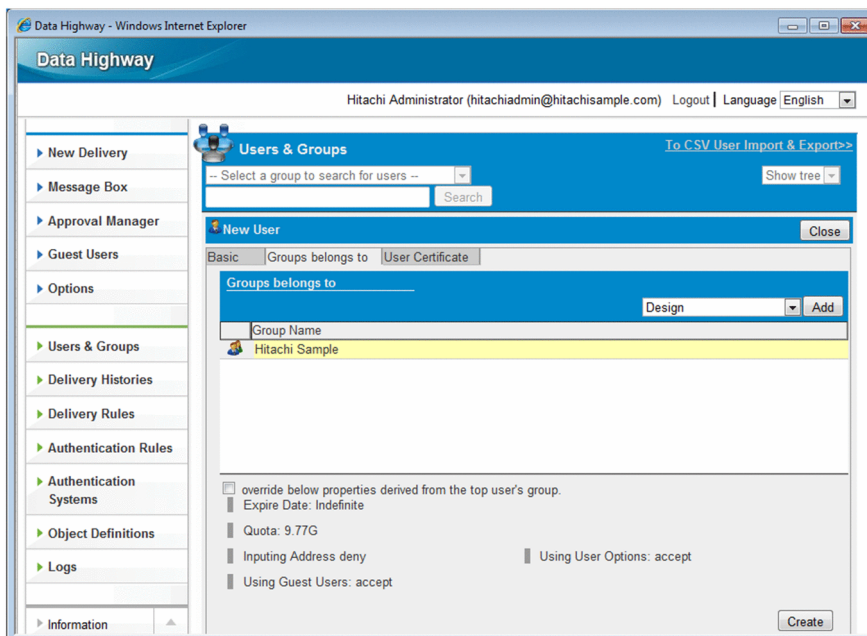 Data Highway - Windows Internet Explorer
Data Highway
Hitachi Administrator (hitachiadmin@hitachisample.com) Logout Language English
New Delivery
Message Box
Approval Manager
Guest Users
Options
Users & Groups
Delivery Histories
Delivery Rules
Authentication Rules
Authentication
Systems
Object Definitions
Logs
Information
Users & Groups
To CSV User Import & Export>>
-- Select a group to search for users --
Show tree
Search
New User
Close
Basic Groups belongs to User Certificate
Groups belongs to
Design Add
Group Name
Hitachi Sample
override below properties derived from the top user's group.
Expire Date: Indefinite
Quota: 9.77G
Inputing Address deny Using User Options: accept
Using Guest Users: accept
Create